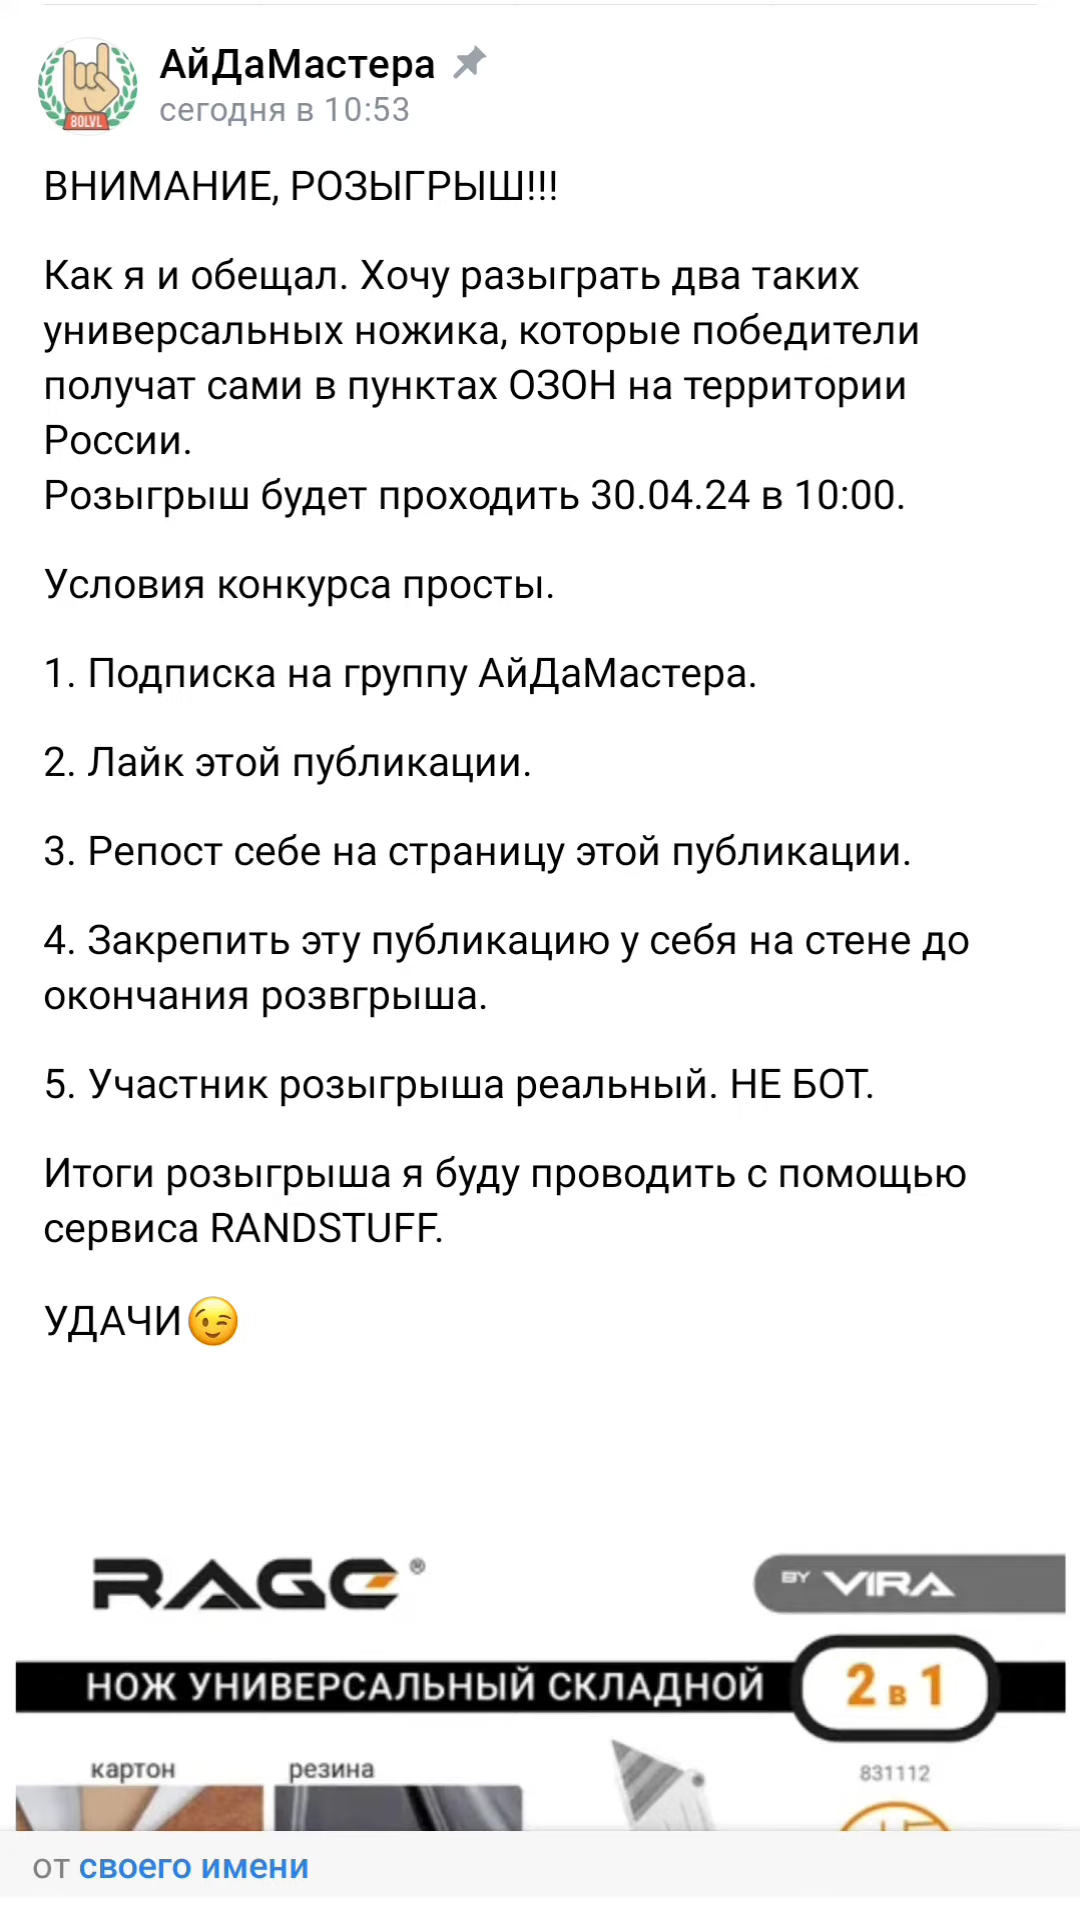 АйДаМастера
сегодня в 10:53
80LVL
ВНИМАНИЕ, РОЗЫГРЫШ!!!
Как я и обещал. Хочу разыграть два таких
универсальных ножика, которые победители
получат сами в пунктах ОЗОН на территории
России.
Розыгрыш будет проходить 30.04.24 в 10:00.
Условия конкурса просты.
1. Подписка на группу АйДаМастера.
2. Лайк этой публикации.
3. Репост себе на страницу этой публикации.
4. Закрепить эту публикацию у себя на стене до
окончания розвгрыша.
5. Участник розыгрыша реальный. НЕ БОТ.
Итоги розыгрыша я буду проводить с помощью
сервиса RANDSTUFF.
УДАЧИ😉
RAGE®
BY VIRA
НОЖ УНИВЕРСАЛЬНЫЙ СКЛАДНОЙ
2 в 1
картон резина
831112
от своего имени